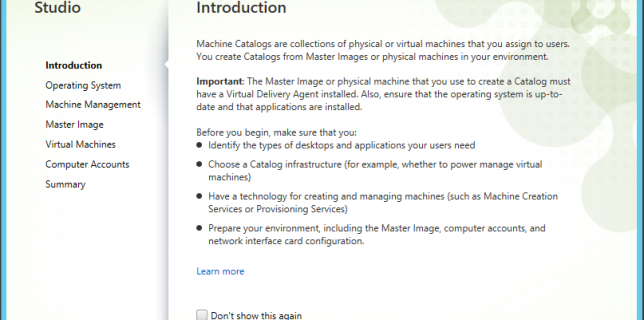 Studio
Introduction
Operating System
Machine Management
Master Image
Virtual Machines
Computer Accounts
Summary
Introduction
Machine Catalogs are collections of physical or virtual machines that you assign to users.
You create Catalogs from Master Images or physical machines in your environment.
Important: The Master Image or physical machine that you use to create a Catalog must
have a Virtual Delivery Agent installed. Also, ensure that the operating system is up-to-
date and that applications are installed.
Before you begin, make sure that you:
● Identify the types of desktops and applications your users need
● Choose a Catalog infrastructure (for example, whether to power manage virtual
machines)
● Have a technology for creating and managing machines (such as Machine Creation
Services or Provisioning Services)
● Prepare your environment, including the Master Image, computer accounts, and
network interface card configuration.
Learn more
Don't show this again